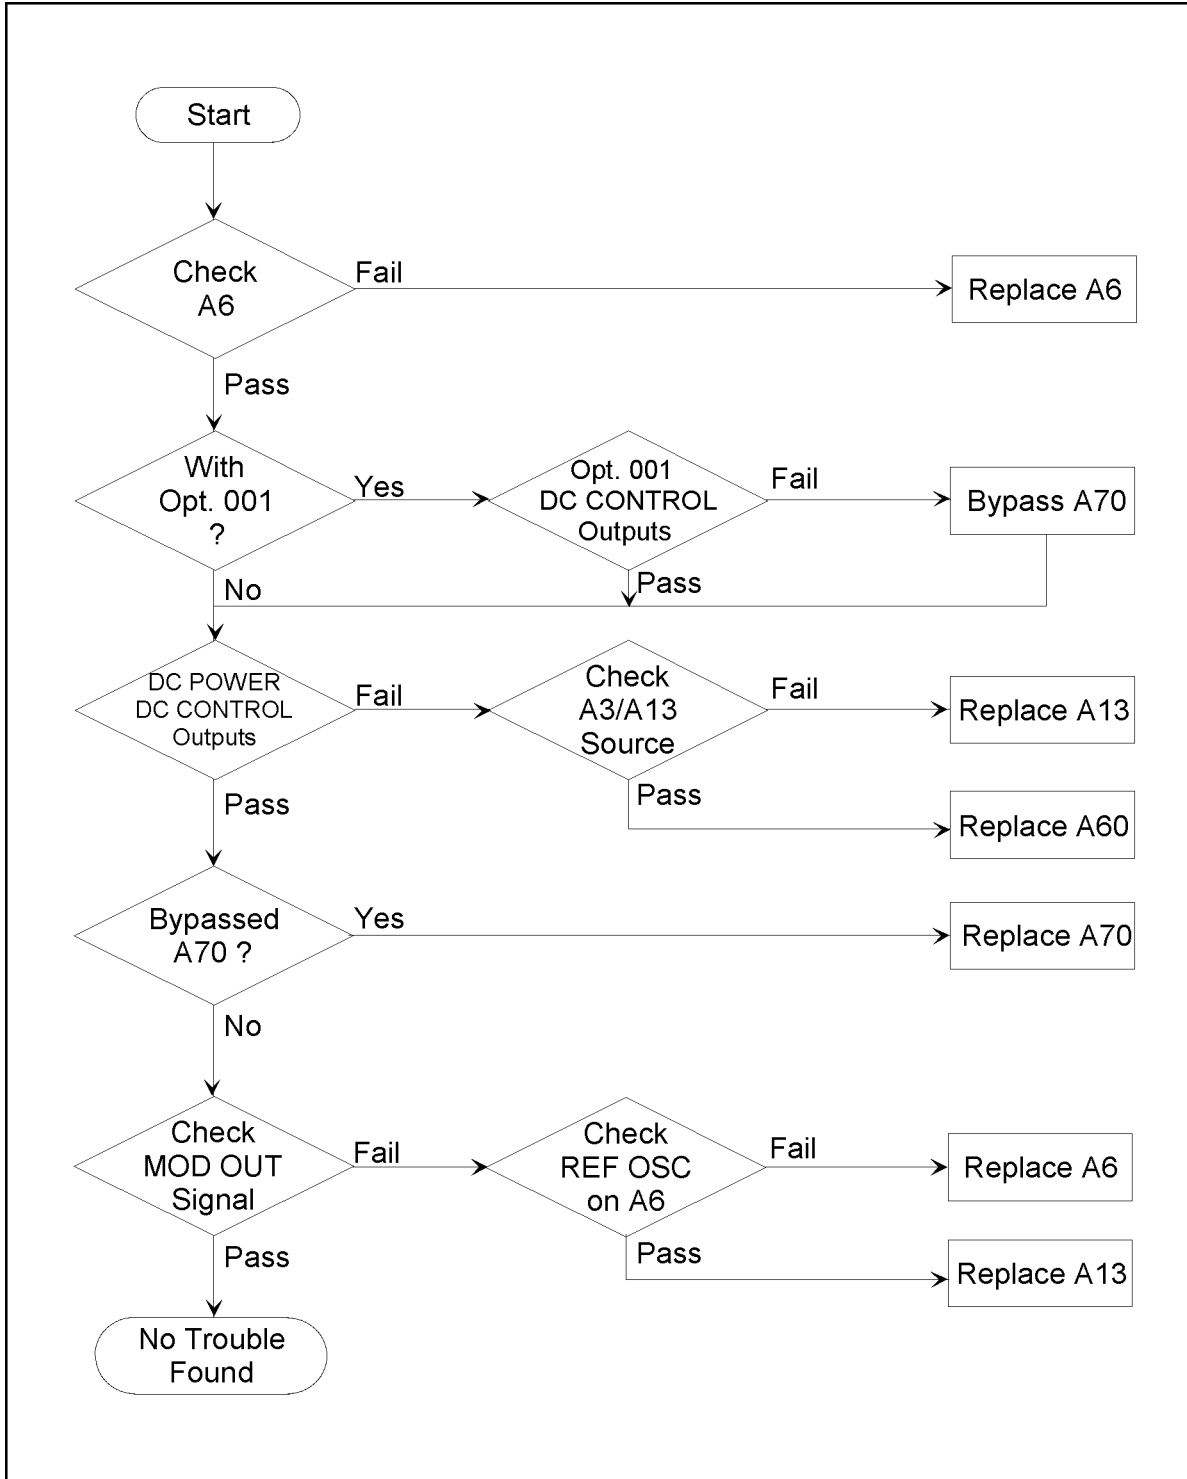 Start
Check
A6
Fail
Replace A6
Pass
With
Opt. 001
?
Yes
Opt. 001
DC CONTROL
Outputs
Fail
Bypass A70
No
Pass
DC POWER
DC CONTROL
Outputs
Fail
Check
A3/A13
Source
Fail
Replace A13
Pass
Replace A60
Pass
Bypassed
A70 ?
Yes
Replace A70
No
Check
MOD OUT
Signal
Fail
Check
REF OSC
on A6
Fail
Replace A6
Pass
Replace A13
Pass
No Trouble
Found